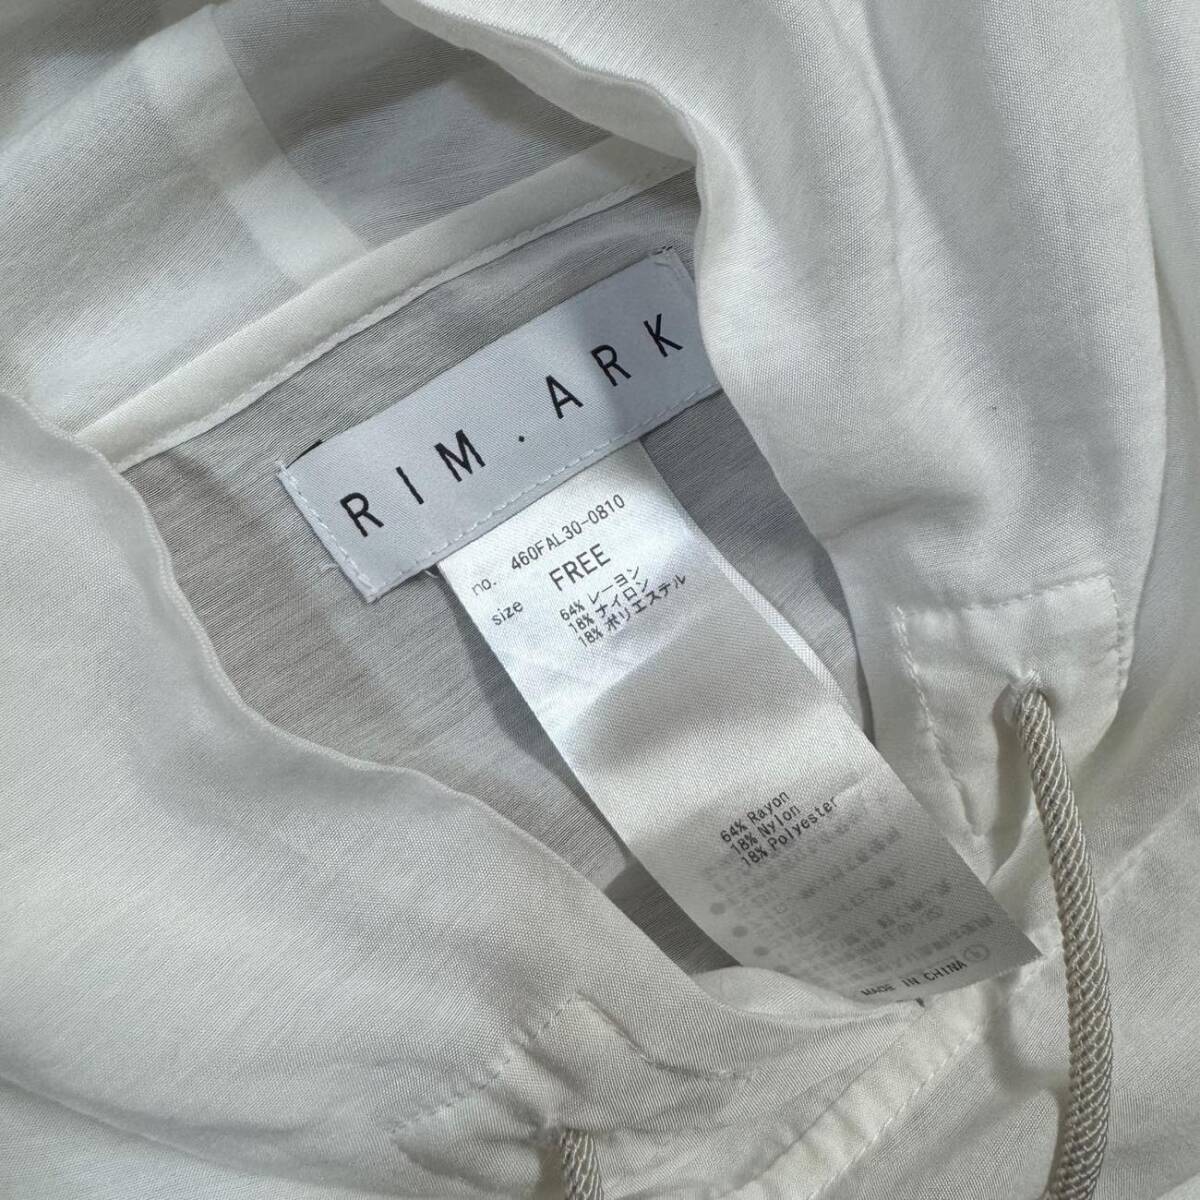 RIM.ARK
no. 460FAL30-0810
size FREE
64% レーヨン
18% ナイロン
18% ポリエステル
64% Rayon
18% Nylon
18% Polyester
MADE IN CHINA